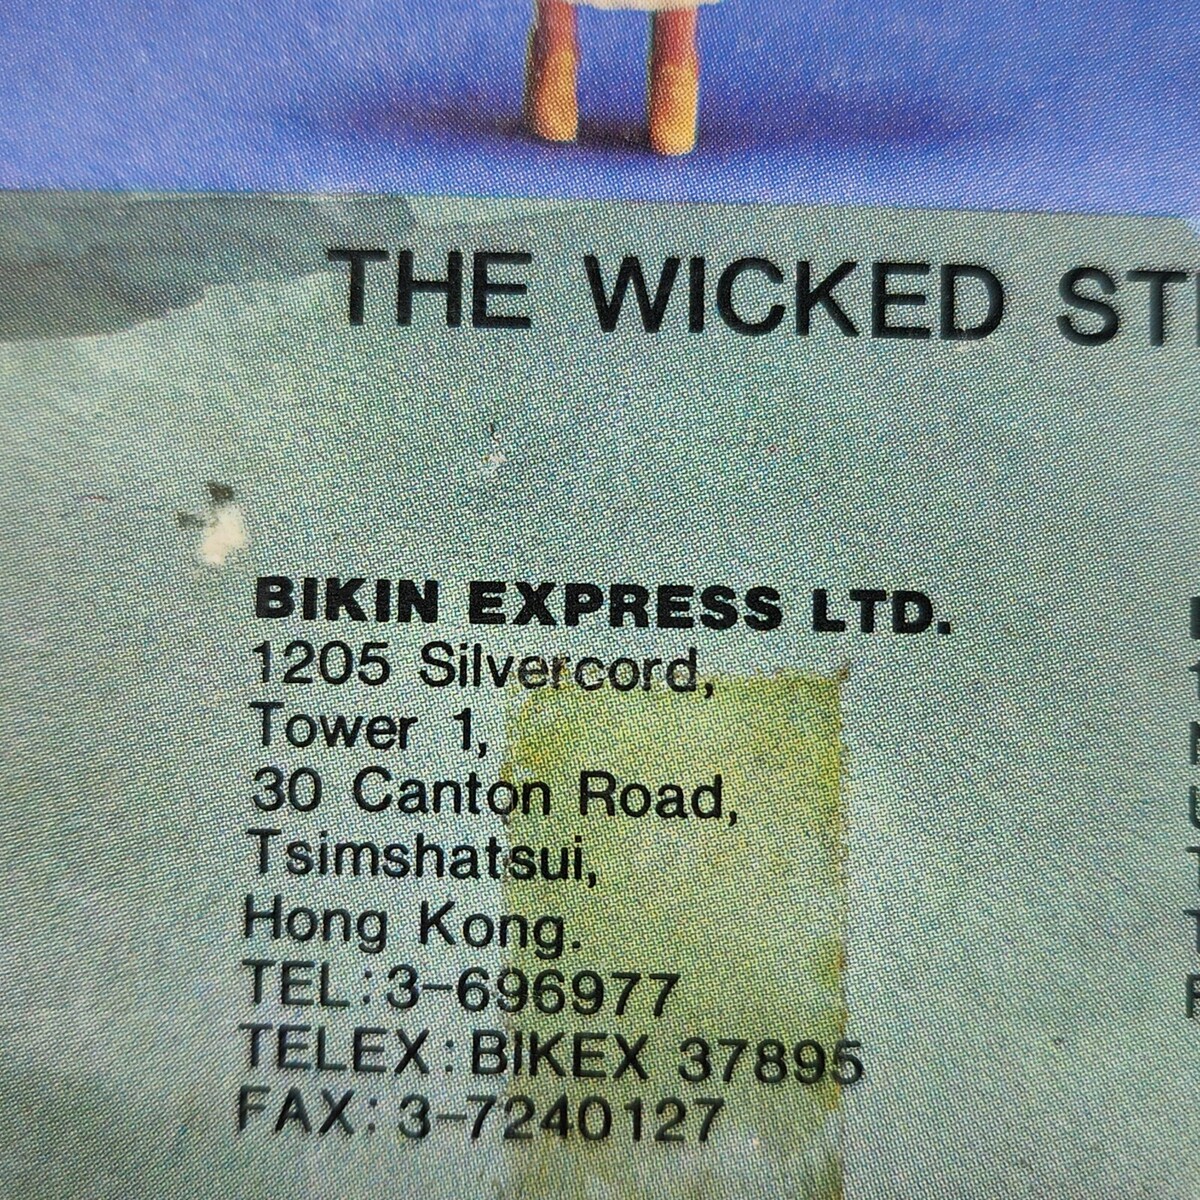 THE WICKED ST
BIKIN EXPRESS LTD.
1205 Silvercord,
Tower 1,
30 Canton Road,
Tsimshatsui,
Hong Kong.
TEL:3-696977
TELEX:BIKEX 37895
FAX: 3-7240127